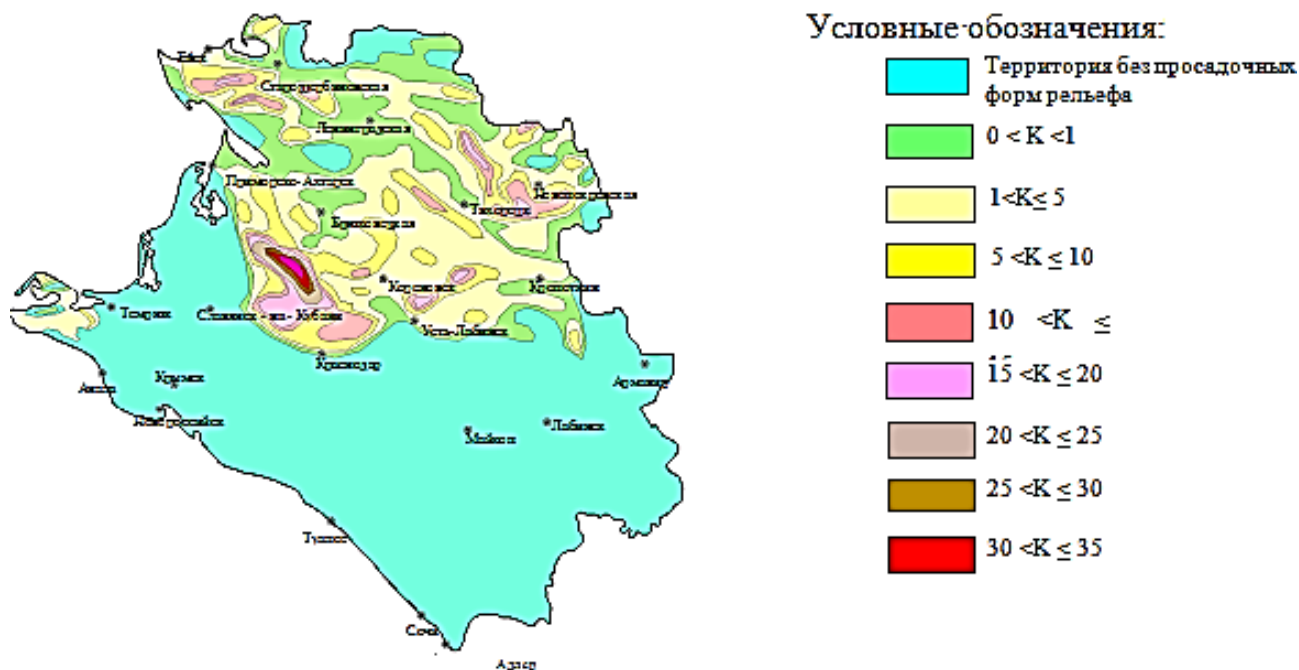 Условные обозначения:
Территория без просадочных
форм рельефа
0 < K <1
1<K≤ 5
5 <K ≤ 10
10 <K ≤
15 <K ≤ 20
20 <K ≤ 25
25 <K ≤ 30
30 <K ≤ 35
Ейск
Староминская
Ленинградская
Приморско-Ахтарск
Тихорецк
Кореновск
Кропоткин
Темрюк
Славянск - на - Кубани
Усть-Лабинск
Краснодар
Анапа
Крымск
Армавир
Новороссийск
Майкоп
Лабинск
Туапсе
Сочи
Адлер